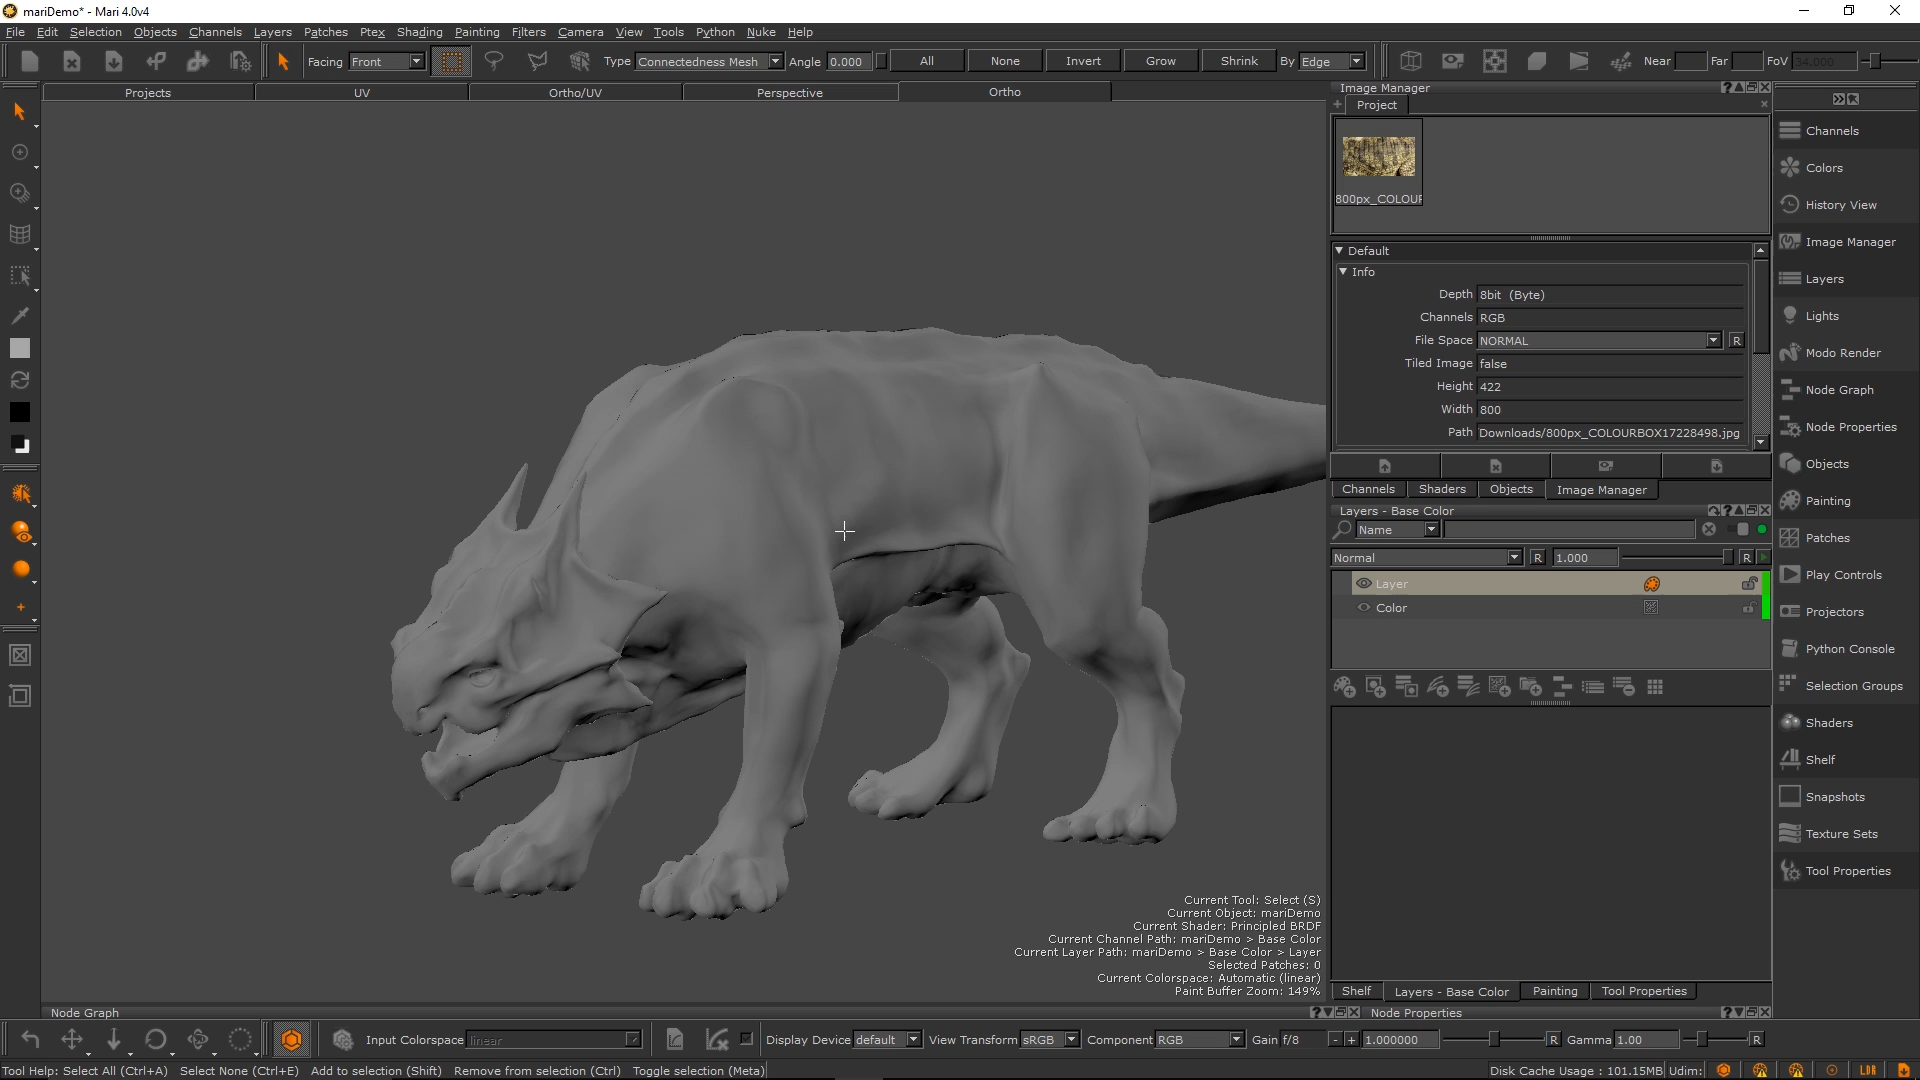 mariDemo* - Mari 4.0v4
File Edit Selection Objects Channels Layers Patches Ptex Shading Painting Filters Camera View Tools Python Nuke Help
Facing Front Type Connectedness Mesh Angle 0.000 All None Invert Grow Shrink By Edge Near Far FoV 34.000
Projects UV Ortho/UV Perspective Ortho
Image Manager
Project
800px_COLOUR
Default
Info
Depth 8bit (Byte)
Channels RGB
File Space NORMAL R
Tiled Image false
Height 422
Width 800
Path Downloads/800px_COLOURBOX17228498.jpg
Channels Shaders Objects Image Manager
Layers - Base Color
Name
Normal R 1.000 R
Layer
Color
Shelf Layers - Base Color Painting Tool Properties
Channels
Colors
History View
Image Manager
Layers
Lights
Modo Render
Node Graph
Node Properties
Objects
Painting
Patches
Play Controls
Projectors
Python Console
Selection Groups
Shaders
Shelf
Snapshots
Texture Sets
Tool Properties
Current Tool: Select (S)
Current Object: mariDemo
Current Shader: Principled BRDF
Current Channel Path: mariDemo > Base Color
Current Layer Path: mariDemo > Base Color > Layer
Selected Patches: 0
Current Colorspace: Automatic (linear)
Paint Buffer Zoom: 149%
Node Graph Node Properties
Input Colorspace linear Display Device default View Transform sRGB Component RGB Gain f/8 - + 1.000000 R Gamma 1.00 R
Tool Help: Select All (Ctrl+A) Select None (Ctrl+E) Add to selection (Shift) Remove from selection (Ctrl) Toggle selection (Meta) Disk Cache Usage : 101.15MB Udim: LDR